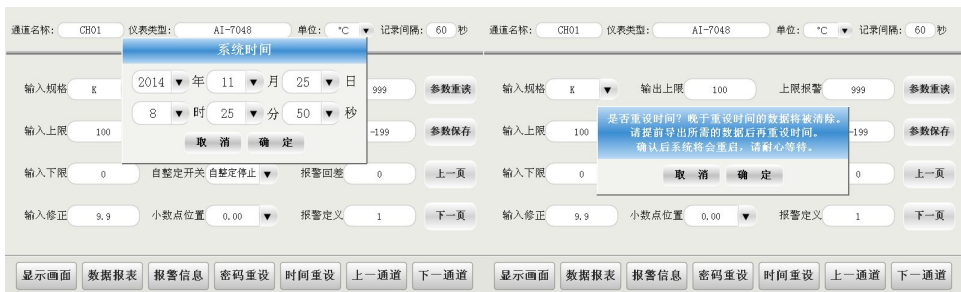 通道名称: CH01 仪表类型: AI-7048 单位: °C 记录间隔: 60 秒
系统时间
2014 年 11 月 25 日
输入规格 K 999 参数重读
8 时 25 分 50 秒
输入上限 100 -199 参数保存
取 消 确 定
输入下限 0 自整定开关 自整定停止 报警回差 0 上一页
输入修正 9.9 小数点位置 0.00 报警定义 1 下一页
显示画面 数据报表 报警信息 密码重设 时间重设 上一通道 下一通道
通道名称: CH01 仪表类型: AI-7048 单位: °C 记录间隔: 60 秒
输入规格 K 输出上限 100 上限报警 999 参数重读
是否重设时间？晚于重设时间的数据将被清除。
请提前导出所需的数据后再重设时间。
确认后系统将会重启，请耐心等待。
输入上限 100 -199 参数保存
取 消 确 定
输入下限 0 0 上一页
输入修正 9.9 小数点位置 0.00 报警定义 1 下一页
显示画面 数据报表 报警信息 密码重设 时间重设 上一通道 下一通道